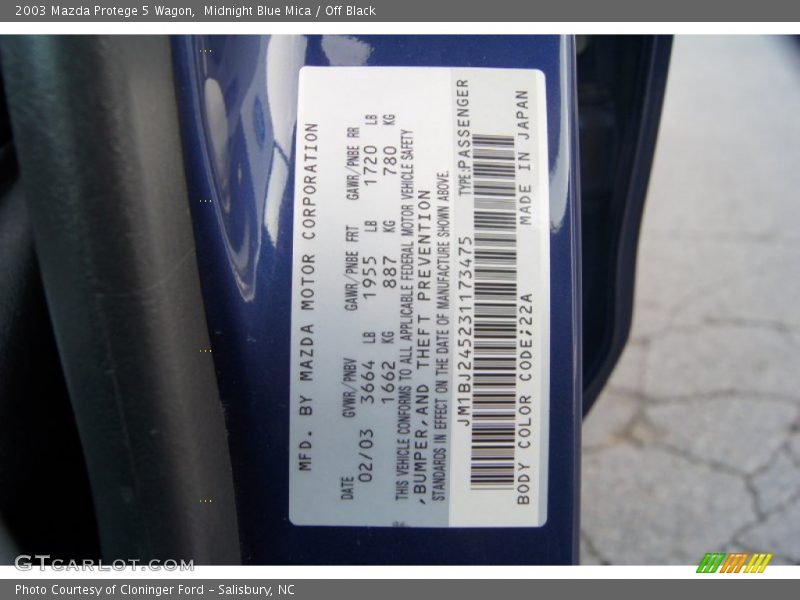 2003 Mazda Protege 5 Wagon, Midnight Blue Mica / Off Black
MFD. BY MAZDA MOTOR CORPORATION
DATE GVWR/PNBV GAWR/PNBE FRT GAWR/PNBE RR
02/03 3664 LB 1955 LB 1720 LB
1662 KG 887 KG 780 KG
THIS VEHICLE CONFORMS TO ALL APPLICABLE FEDERAL MOTOR VEHICLE SAFETY
,BUMPER,AND THEFT PREVENTION
STANDARDS IN EFFECT ON THE DATE OF MANUFACTURE SHOWN ABOVE.
JM1BJ245231173475 TYPE:PASSENGER
BODY COLOR CODE:22A MADE IN JAPAN
GTCARLOT.COM
Photo Courtesy of Cloninger Ford - Salisbury, NC